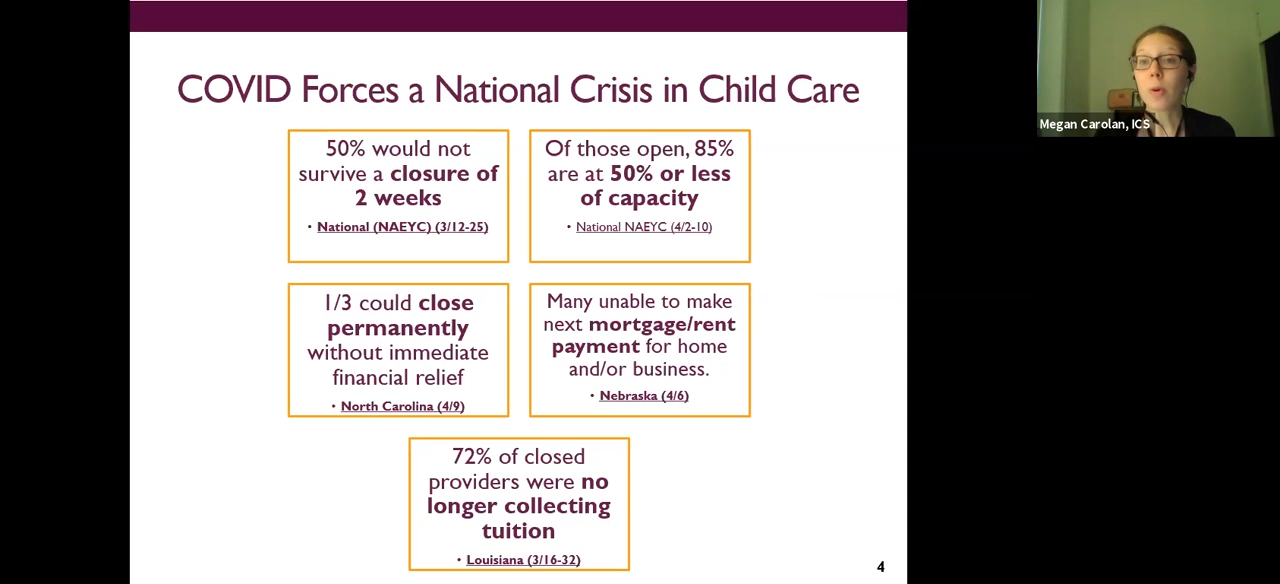 COVID Forces a National Crisis in Child Care
50% would not
survive a closure of
2 weeks
• National (NAEYC) (3/12-25)
Of those open, 85%
are at 50% or less
of capacity
• National NAEYC (4/2-10)
1/3 could close
permanently
without immediate
financial relief
• North Carolina (4/9)
Many unable to make
next mortgage/rent
payment for home
and/or business.
• Nebraska (4/6)
72% of closed
providers were no
longer collecting
tuition
• Louisiana (3/16-32)
4
Megan Carolan, ICS